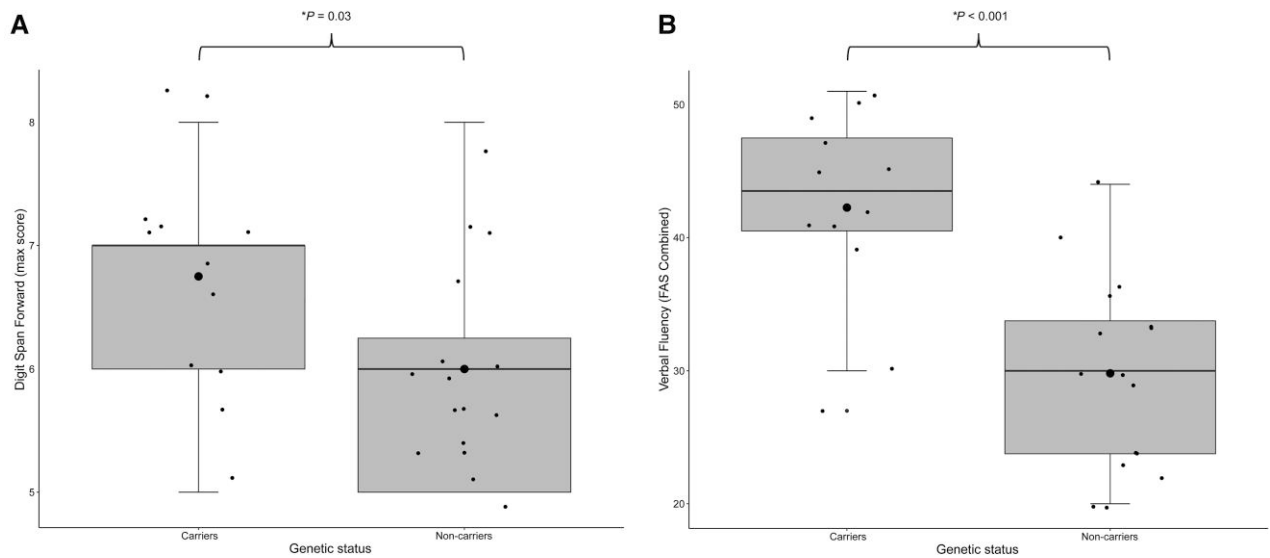 A
*P = 0.03
Digit Span Forward (max score)
8
7
6
5
Carriers
Non-carriers
Genetic status
B
*P < 0.001
Verbal Fluency (FAS Combined)
50
40
30
20
Carriers
Non-carriers
Genetic status